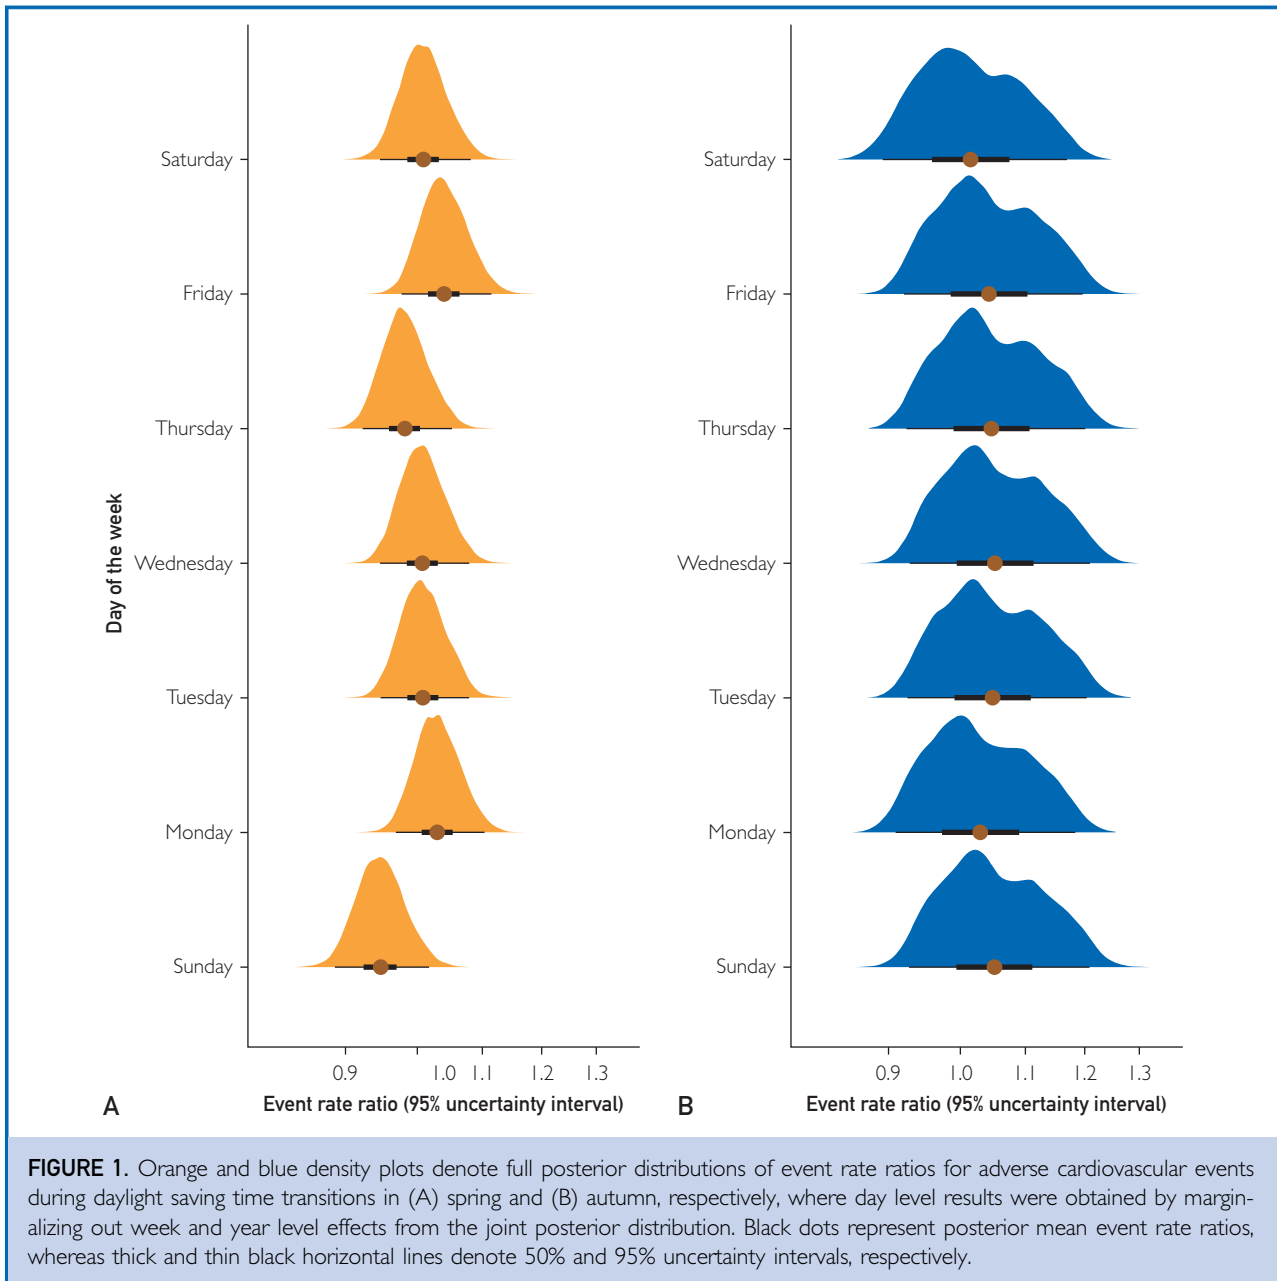 Saturday
Friday
Thursday
Wednesday
Tuesday
Monday
Sunday
Day of the week
0.9 1.0 1.1 1.2 1.3
Event rate ratio (95% uncertainty interval)
A
Saturday
Friday
Thursday
Wednesday
Tuesday
Monday
Sunday
0.9 1.0 1.1 1.2 1.3
Event rate ratio (95% uncertainty interval)
B
FIGURE 1. Orange and blue density plots denote full posterior distributions of event rate ratios for adverse cardiovascular events
during daylight saving time transitions in (A) spring and (B) autumn, respectively, where day level results were obtained by margin-
alizing out week and year level effects from the joint posterior distribution. Black dots represent posterior mean event rate ratios,
whereas thick and thin black horizontal lines denote 50% and 95% uncertainty intervals, respectively.